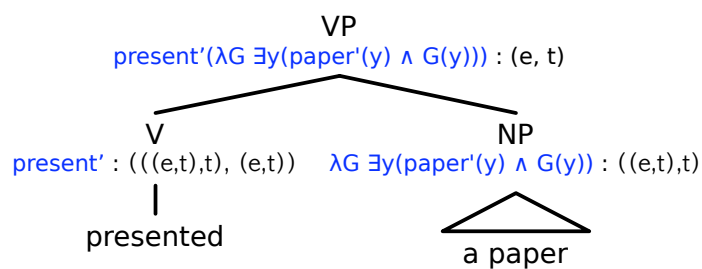 VP
present’(λG ∃y(paper'(y) ∧ G(y))) : (e, t)
V
NP
present’ : (((e,t),t), (e,t))
λG ∃y(paper'(y) ∧ G(y)) : ((e,t),t)
presented
a paper